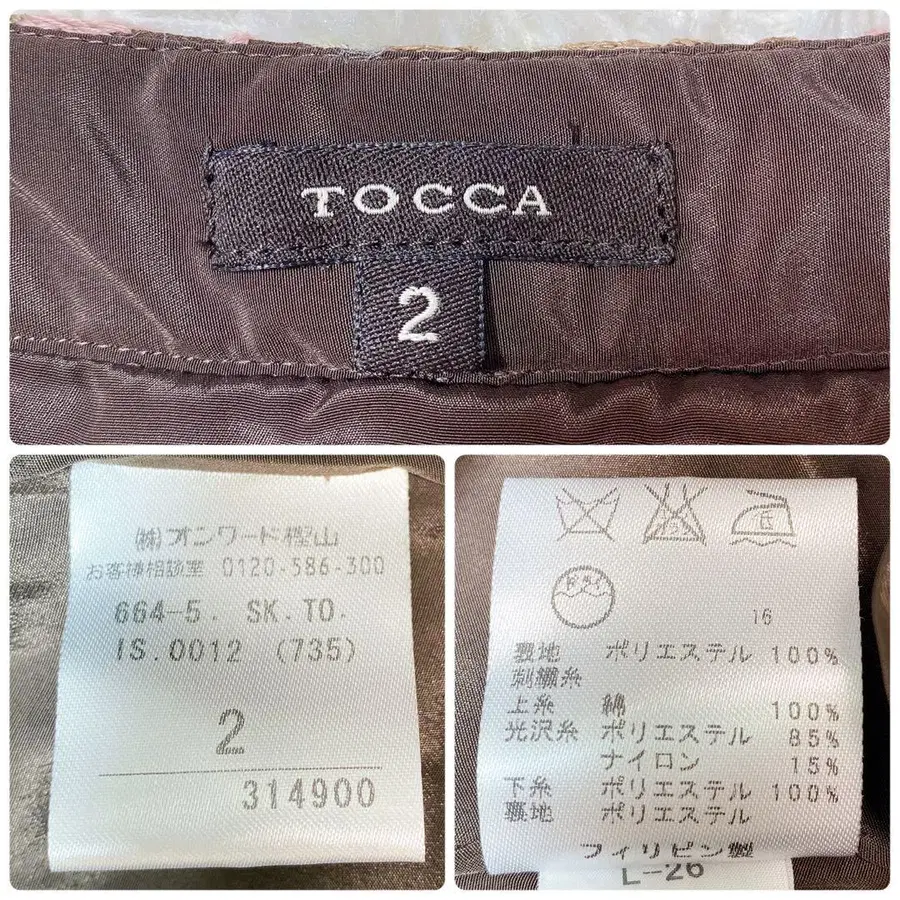 TOCCA
2
㈱オンワード樫山
お客様相談室 0120-586-300
664-5. SK.TO.
IS.0012 (735)
2
314900
16
裏地 ポリエステル 100%
刺繍糸
上糸 綿 100%
光沢糸 ポリエステル 85%
ナイロン 15%
下糸 ポリエステル 100%
裏地 ポリエステル
フィリピン製
L-26